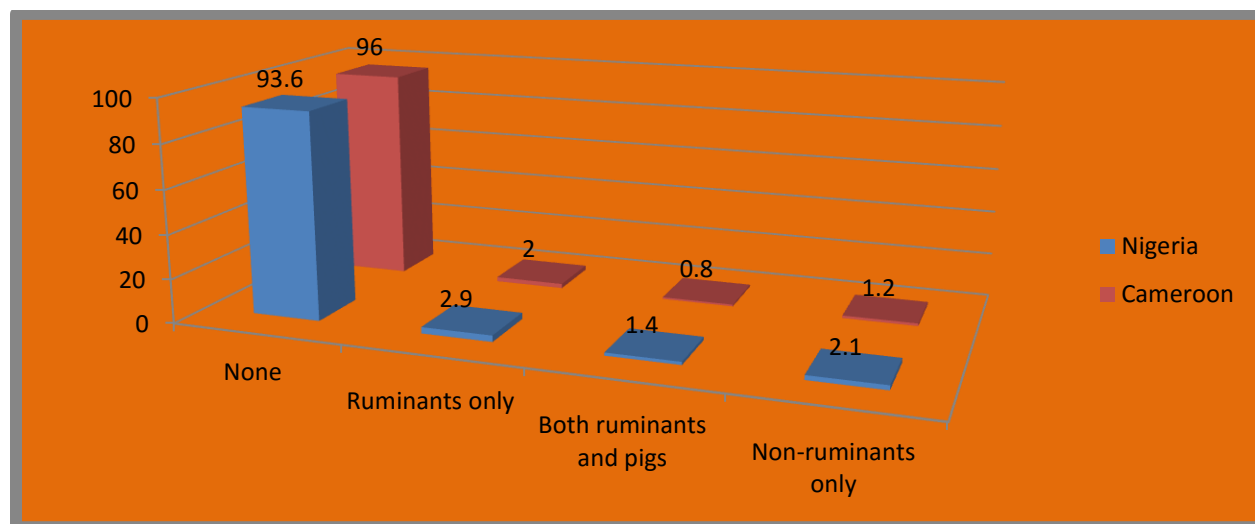 96
93.6
100
80
60
40
20
0
2
0.8
1.2
2.9
1.4
2.1
None
Ruminants only
Both ruminants
and pigs
Non-ruminants
only
Nigeria
Cameroon